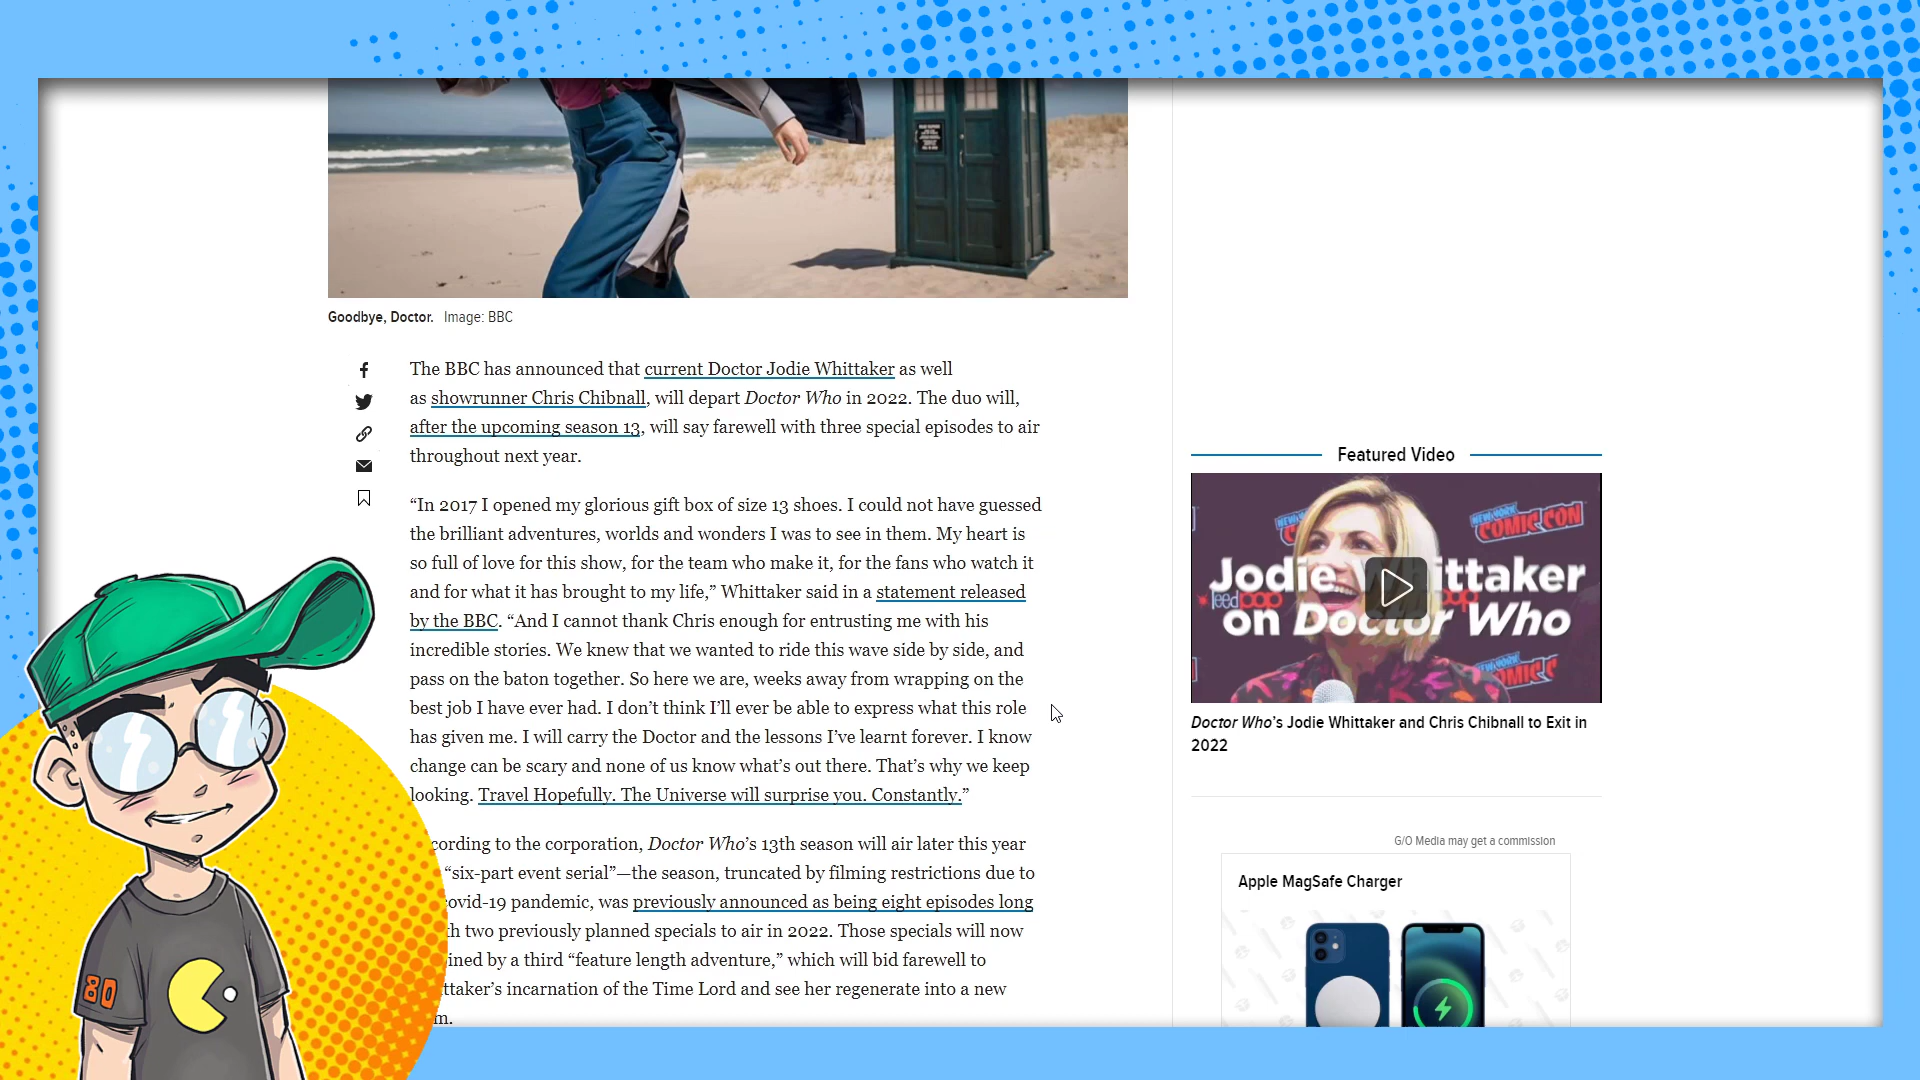 Goodbye, Doctor. Image: BBC
The BBC has announced that current Doctor Jodie Whittaker as well
as showrunner Chris Chibnall, will depart Doctor Who in 2022. The duo will,
after the upcoming season 13, will say farewell with three special episodes to air
throughout next year.
“In 2017 I opened my glorious gift box of size 13 shoes. I could not have guessed
the brilliant adventures, worlds and wonders I was to see in them. My heart is
so full of love for this show, for the team who make it, for the fans who watch it
and for what it has brought to my life,” Whittaker said in a statement released
by the BBC. “And I cannot thank Chris enough for entrusting me with his
incredible stories. We knew that we wanted to ride this wave side by side, and
pass on the baton together. So here we are, weeks away from wrapping on the
best job I have ever had. I don’t think I’ll ever be able to express what this role
has given me. I will carry the Doctor and the lessons I’ve learnt forever. I know
change can be scary and none of us know what’s out there. That’s why we keep
looking. Travel Hopefully. The Universe will surprise you. Constantly.”
cording to the corporation, Doctor Who’s 13th season will air later this year
“six-part event serial”—the season, truncated by filming restrictions due to
ovid-19 pandemic, was previously announced as being eight episodes long
h two previously planned specials to air in 2022. Those specials will now
ined by a third “feature length adventure,” which will bid farewell to
ttaker’s incarnation of the Time Lord and see her regenerate into a new
m.
80
Featured Video
NEW YORK
COMIC CON
Jodie ittaker
on Doctor Who
Doctor Who’s Jodie Whittaker and Chris Chibnall to Exit in
2022
G/O Media may get a commission
Apple MagSafe Charger